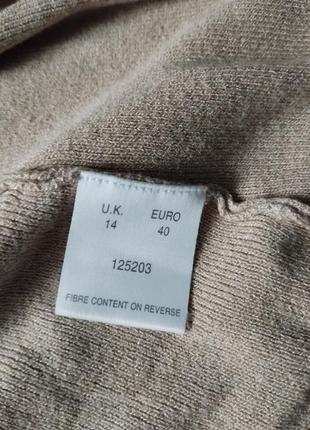 U.K. EURO
14 40
125203
FIBRE CONTENT ON REVERSE